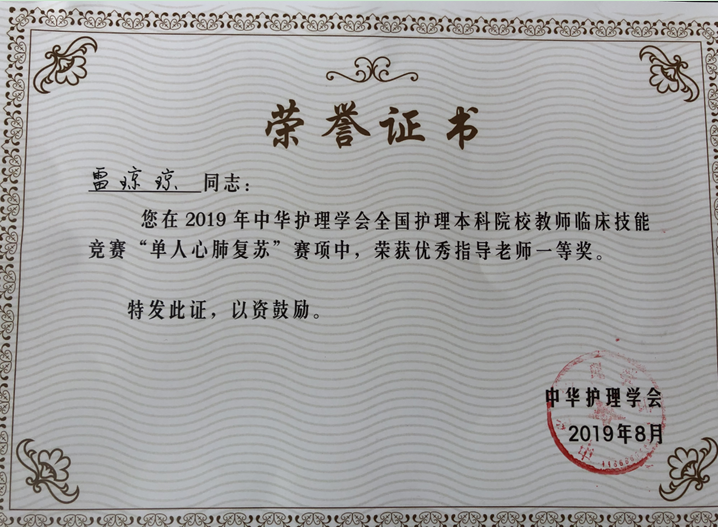 荣誉证书
雷琼琼 同志：
您在2019年中华护理学会全国护理本科院校教师临床技能
竞赛“单人心肺复苏”赛项中，荣获优秀指导老师一等奖。
特发此证，以资鼓励。
中华护理学会
2019年8月